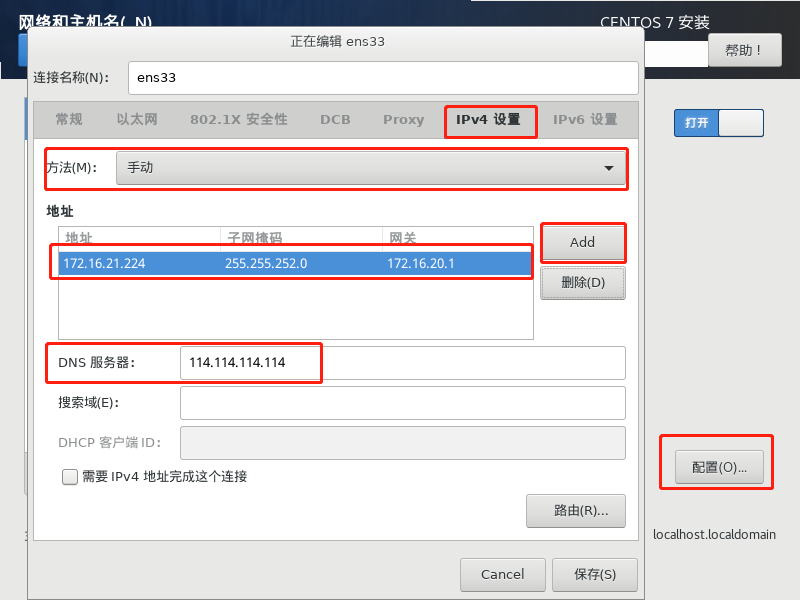 网络和主机名(_N)
CENTOS 7 安装
帮助！
正在编辑 ens33
连接名称(N)：
ens33
常规
以太网
802.1X 安全性
DCB
Proxy
IPv4 设置
IPv6 设置
打开
方法(M)：
手动
地址
地址
子网掩码
网关
Add
172.16.21.224
255.255.252.0
172.16.20.1
删除(D)
DNS 服务器：
114.114.114.114
搜索域(E)：
DHCP 客户端 ID：
配置(O)...
需要 IPv4 地址完成这个连接
路由(R)...
localhost.localdomain
Cancel
保存(S)